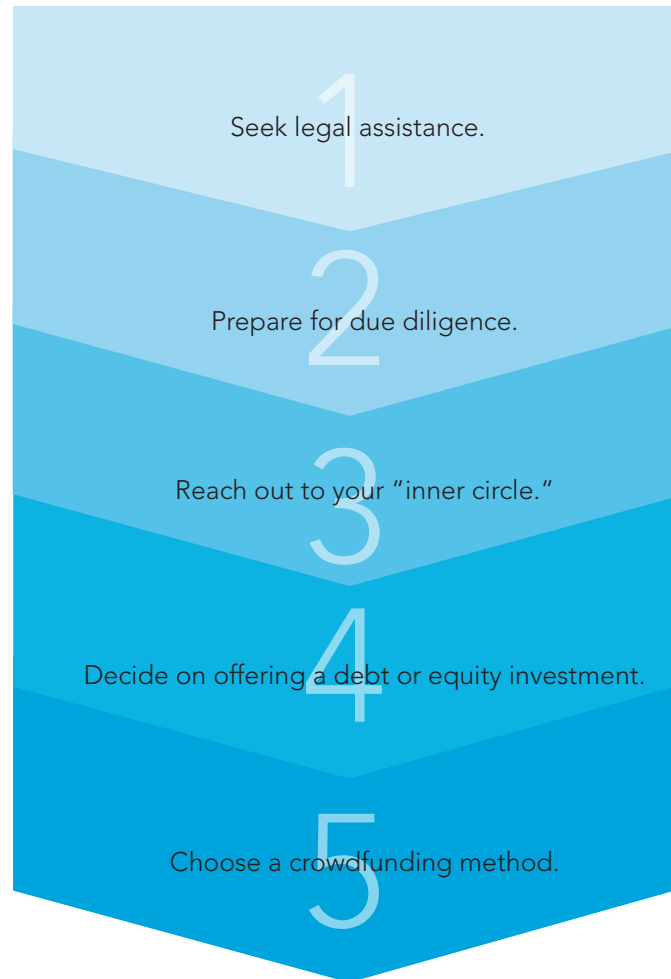 1
Seek legal assistance.
2
Prepare for due diligence.
3
Reach out to your “inner circle.“
4
Decide on offering a debt or equity investment.
5
Choose a crowdfunding method.